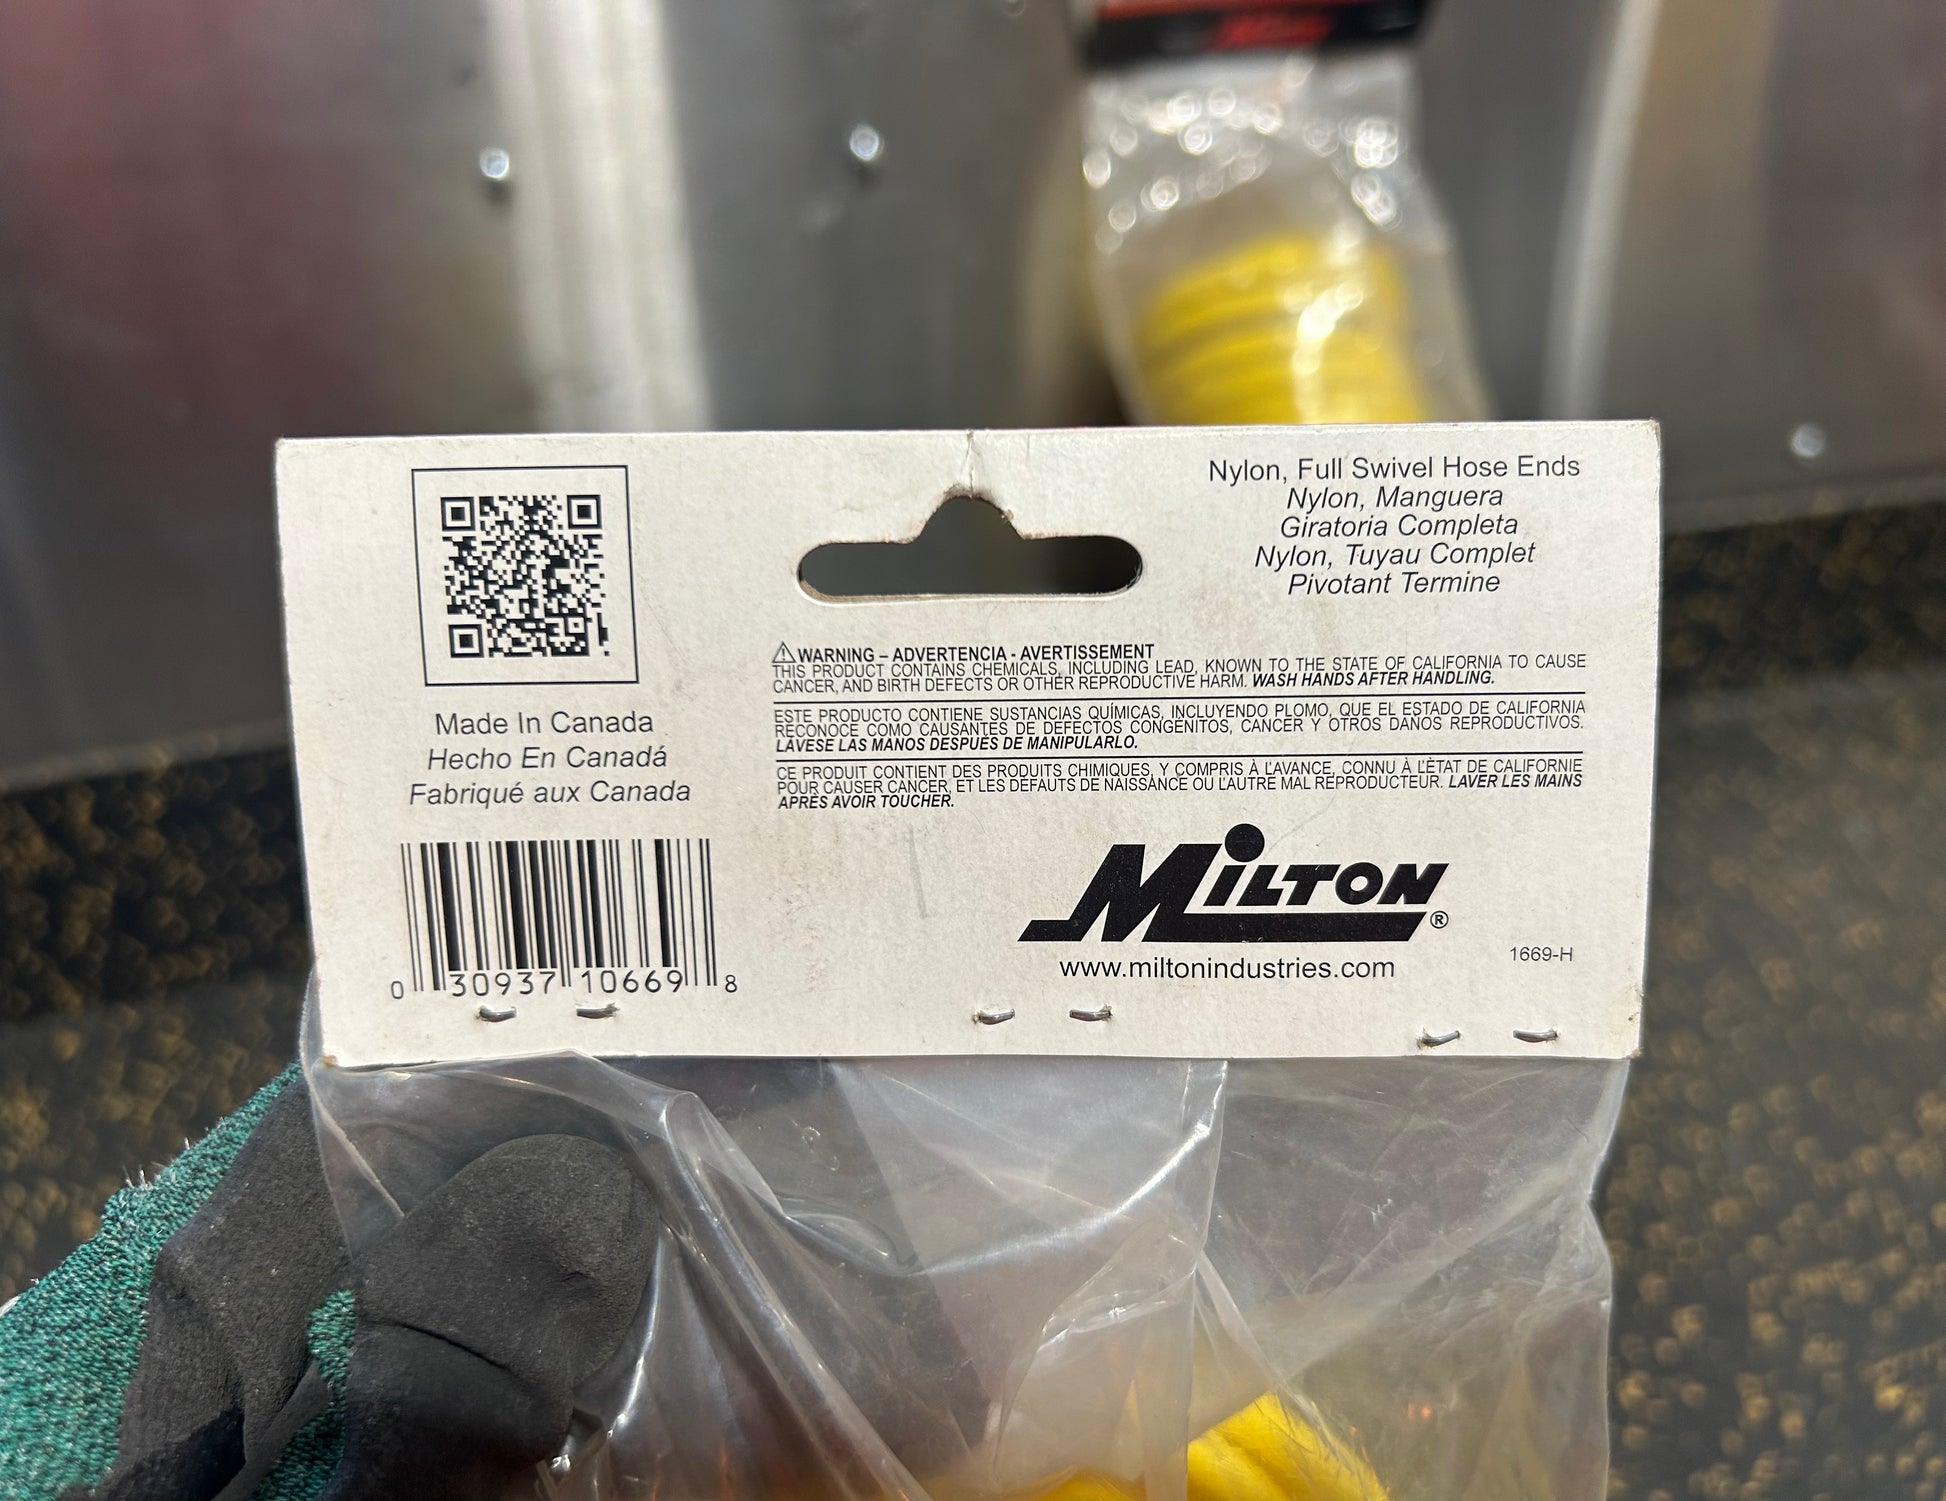 Made In Canada
Hecho En Canadá
Fabriqué aux Canada
0 30937 10669 8
Nylon, Full Swivel Hose Ends
Nylon, Manguera
Giratoria Completa
Nylon, Tuyau Complet
Pivotant Termine
WARNING – ADVERTENCIA - AVERTISSEMENT
THIS PRODUCT CONTAINS CHEMICALS, INCLUDING LEAD, KNOWN TO THE STATE OF CALIFORNIA TO CAUSE
CANCER, AND BIRTH DEFECTS OR OTHER REPRODUCTIVE HARM. WASH HANDS AFTER HANDLING.
ESTE PRODUCTO CONTIENE SUSTANCIAS QUÍMICAS, INCLUYENDO PLOMO, QUE EL ESTADO DE CALIFORNIA
RECONOCE COMO CAUSANTES DE DEFECTOS CONGÉNITOS, CANCER Y OTROS DAÑOS REPRODUCTIVOS.
LÁVESE LAS MANOS DESPUÉS DE MANIPULARLO.
CE PRODUIT CONTIENT DES PRODUITS CHIMIQUES, Y COMPRIS À L'AVANCE, CONNU À L'ÈTAT DE CALIFORNIE
POUR CAUSER CANCER, ET LES DEFAUTS DE NAISSANCE OU L'AUTRE MAL REPRODUCTEUR. LAVER LES MAINS
APRÈS AVOIR TOUCHER.
MILTON®
www.miltonindustries.com
1669-H